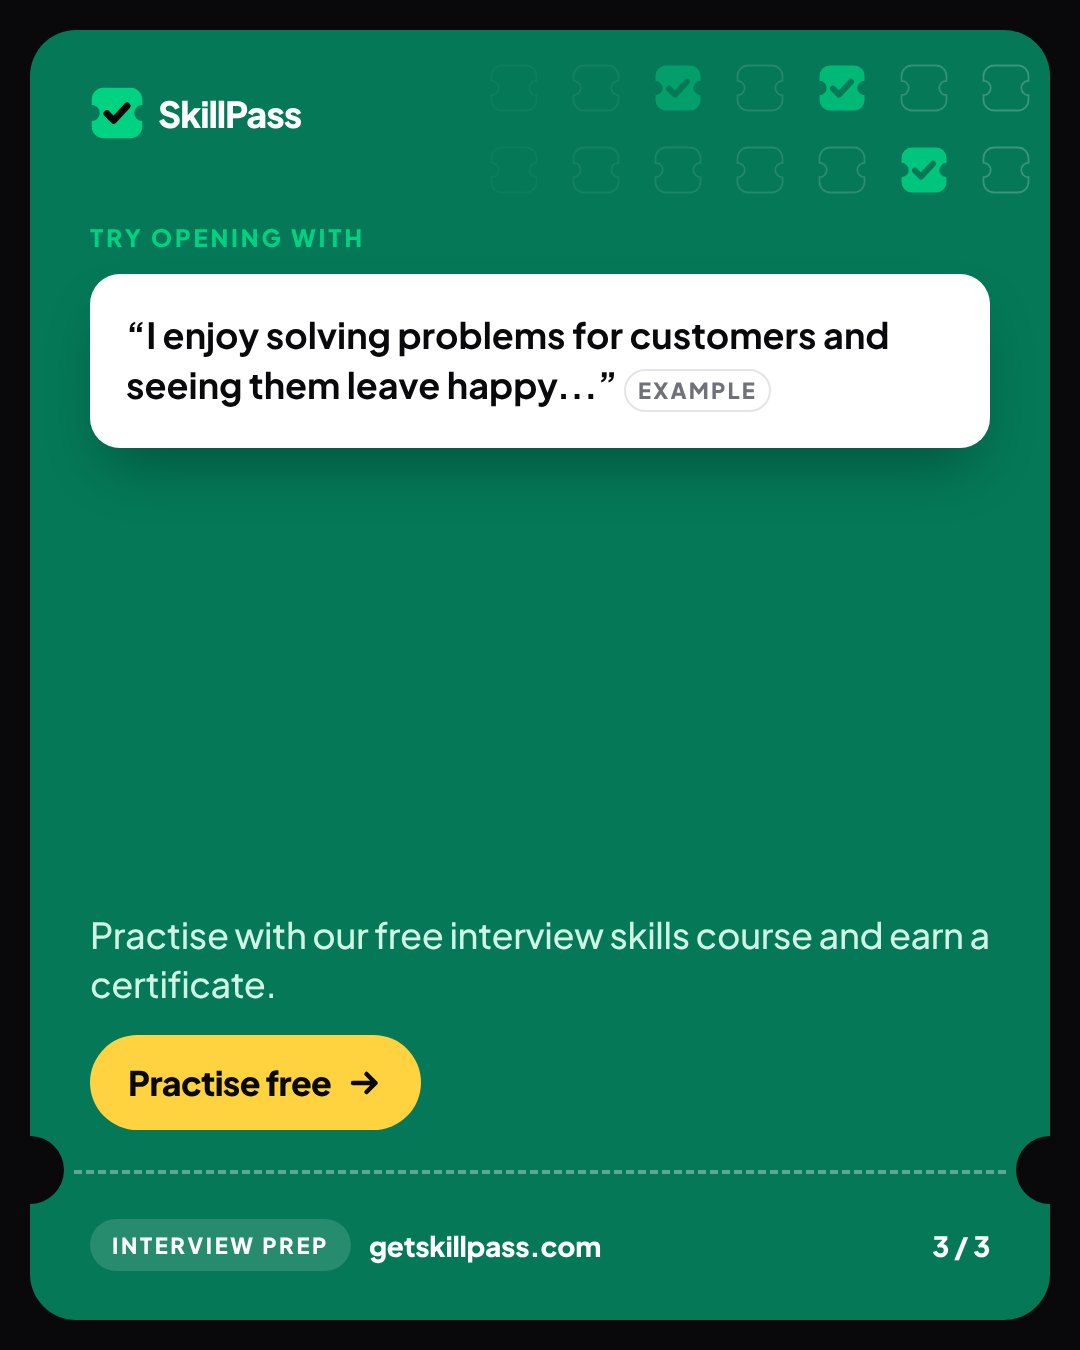 SkillPass
TRY OPENING WITH
“I enjoy solving problems for customers and
seeing them leave happy...” EXAMPLE
Practise with our free interview skills course and earn a
certificate.
Practise free →
INTERVIEW PREP getskillpass.com 3 / 3